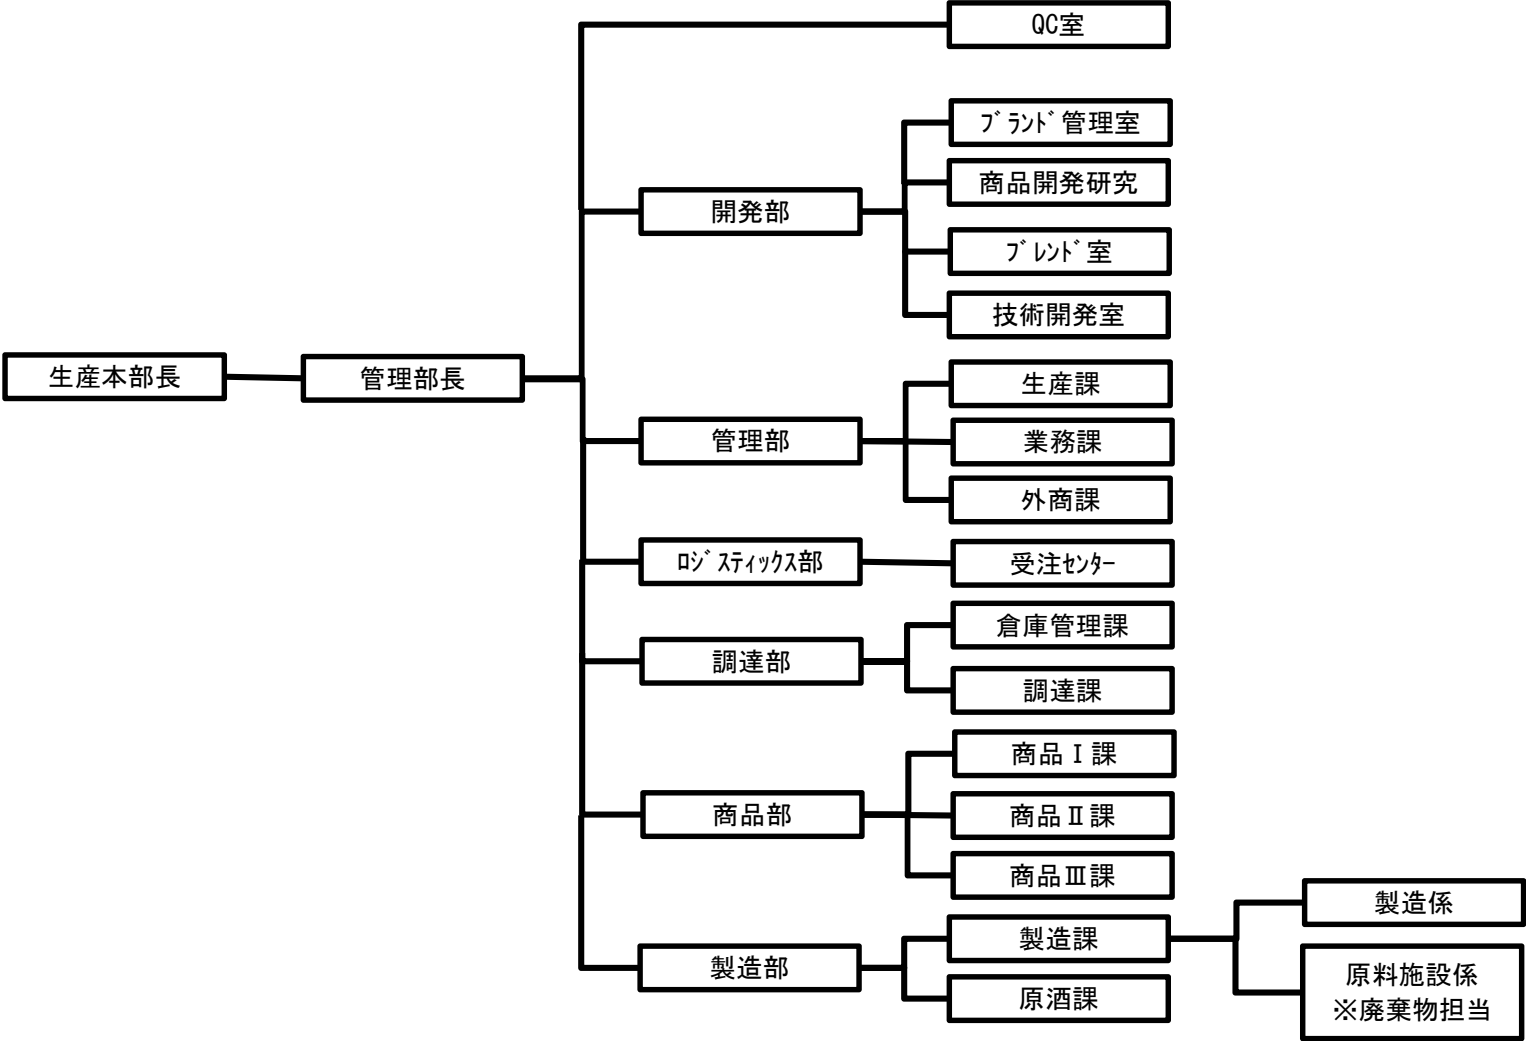 QC室
ﾌﾞﾗﾝﾄﾞ管理室
商品開発研究
開発部
ﾌﾞﾚﾝﾄﾞ室
技術開発室
生産本部長
管理部長
生産課
管理部
業務課
外商課
ﾛｼﾞｽﾃｨｯｸｽ部
受注ｾﾝﾀｰ
倉庫管理課
調達部
調達課
商品Ⅰ課
商品部
商品Ⅱ課
商品Ⅲ課
製造係
製造課
製造部
原酒課
原料施設係
※廃棄物担当